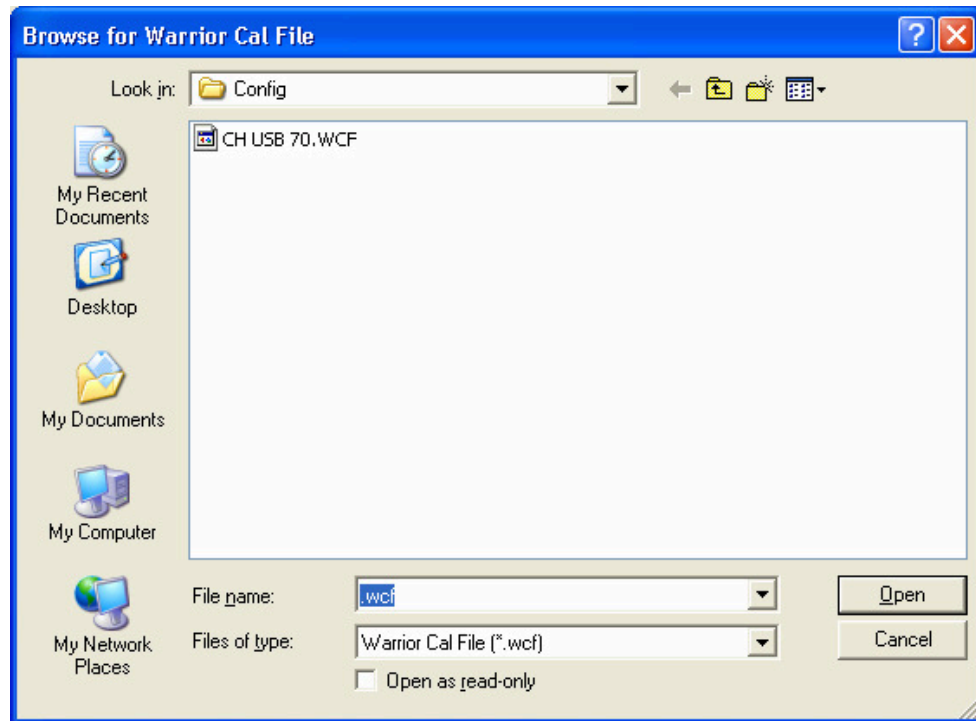 Browse for Warrior Cal File
Look in: Config
CH USB 70.WCF
My Recent
Documents
Desktop
My Documents
My Computer
My Network
Places
File name: .wcf Open
Files of type: Warrior Cal File (*.wcf) Cancel
Open as read-only